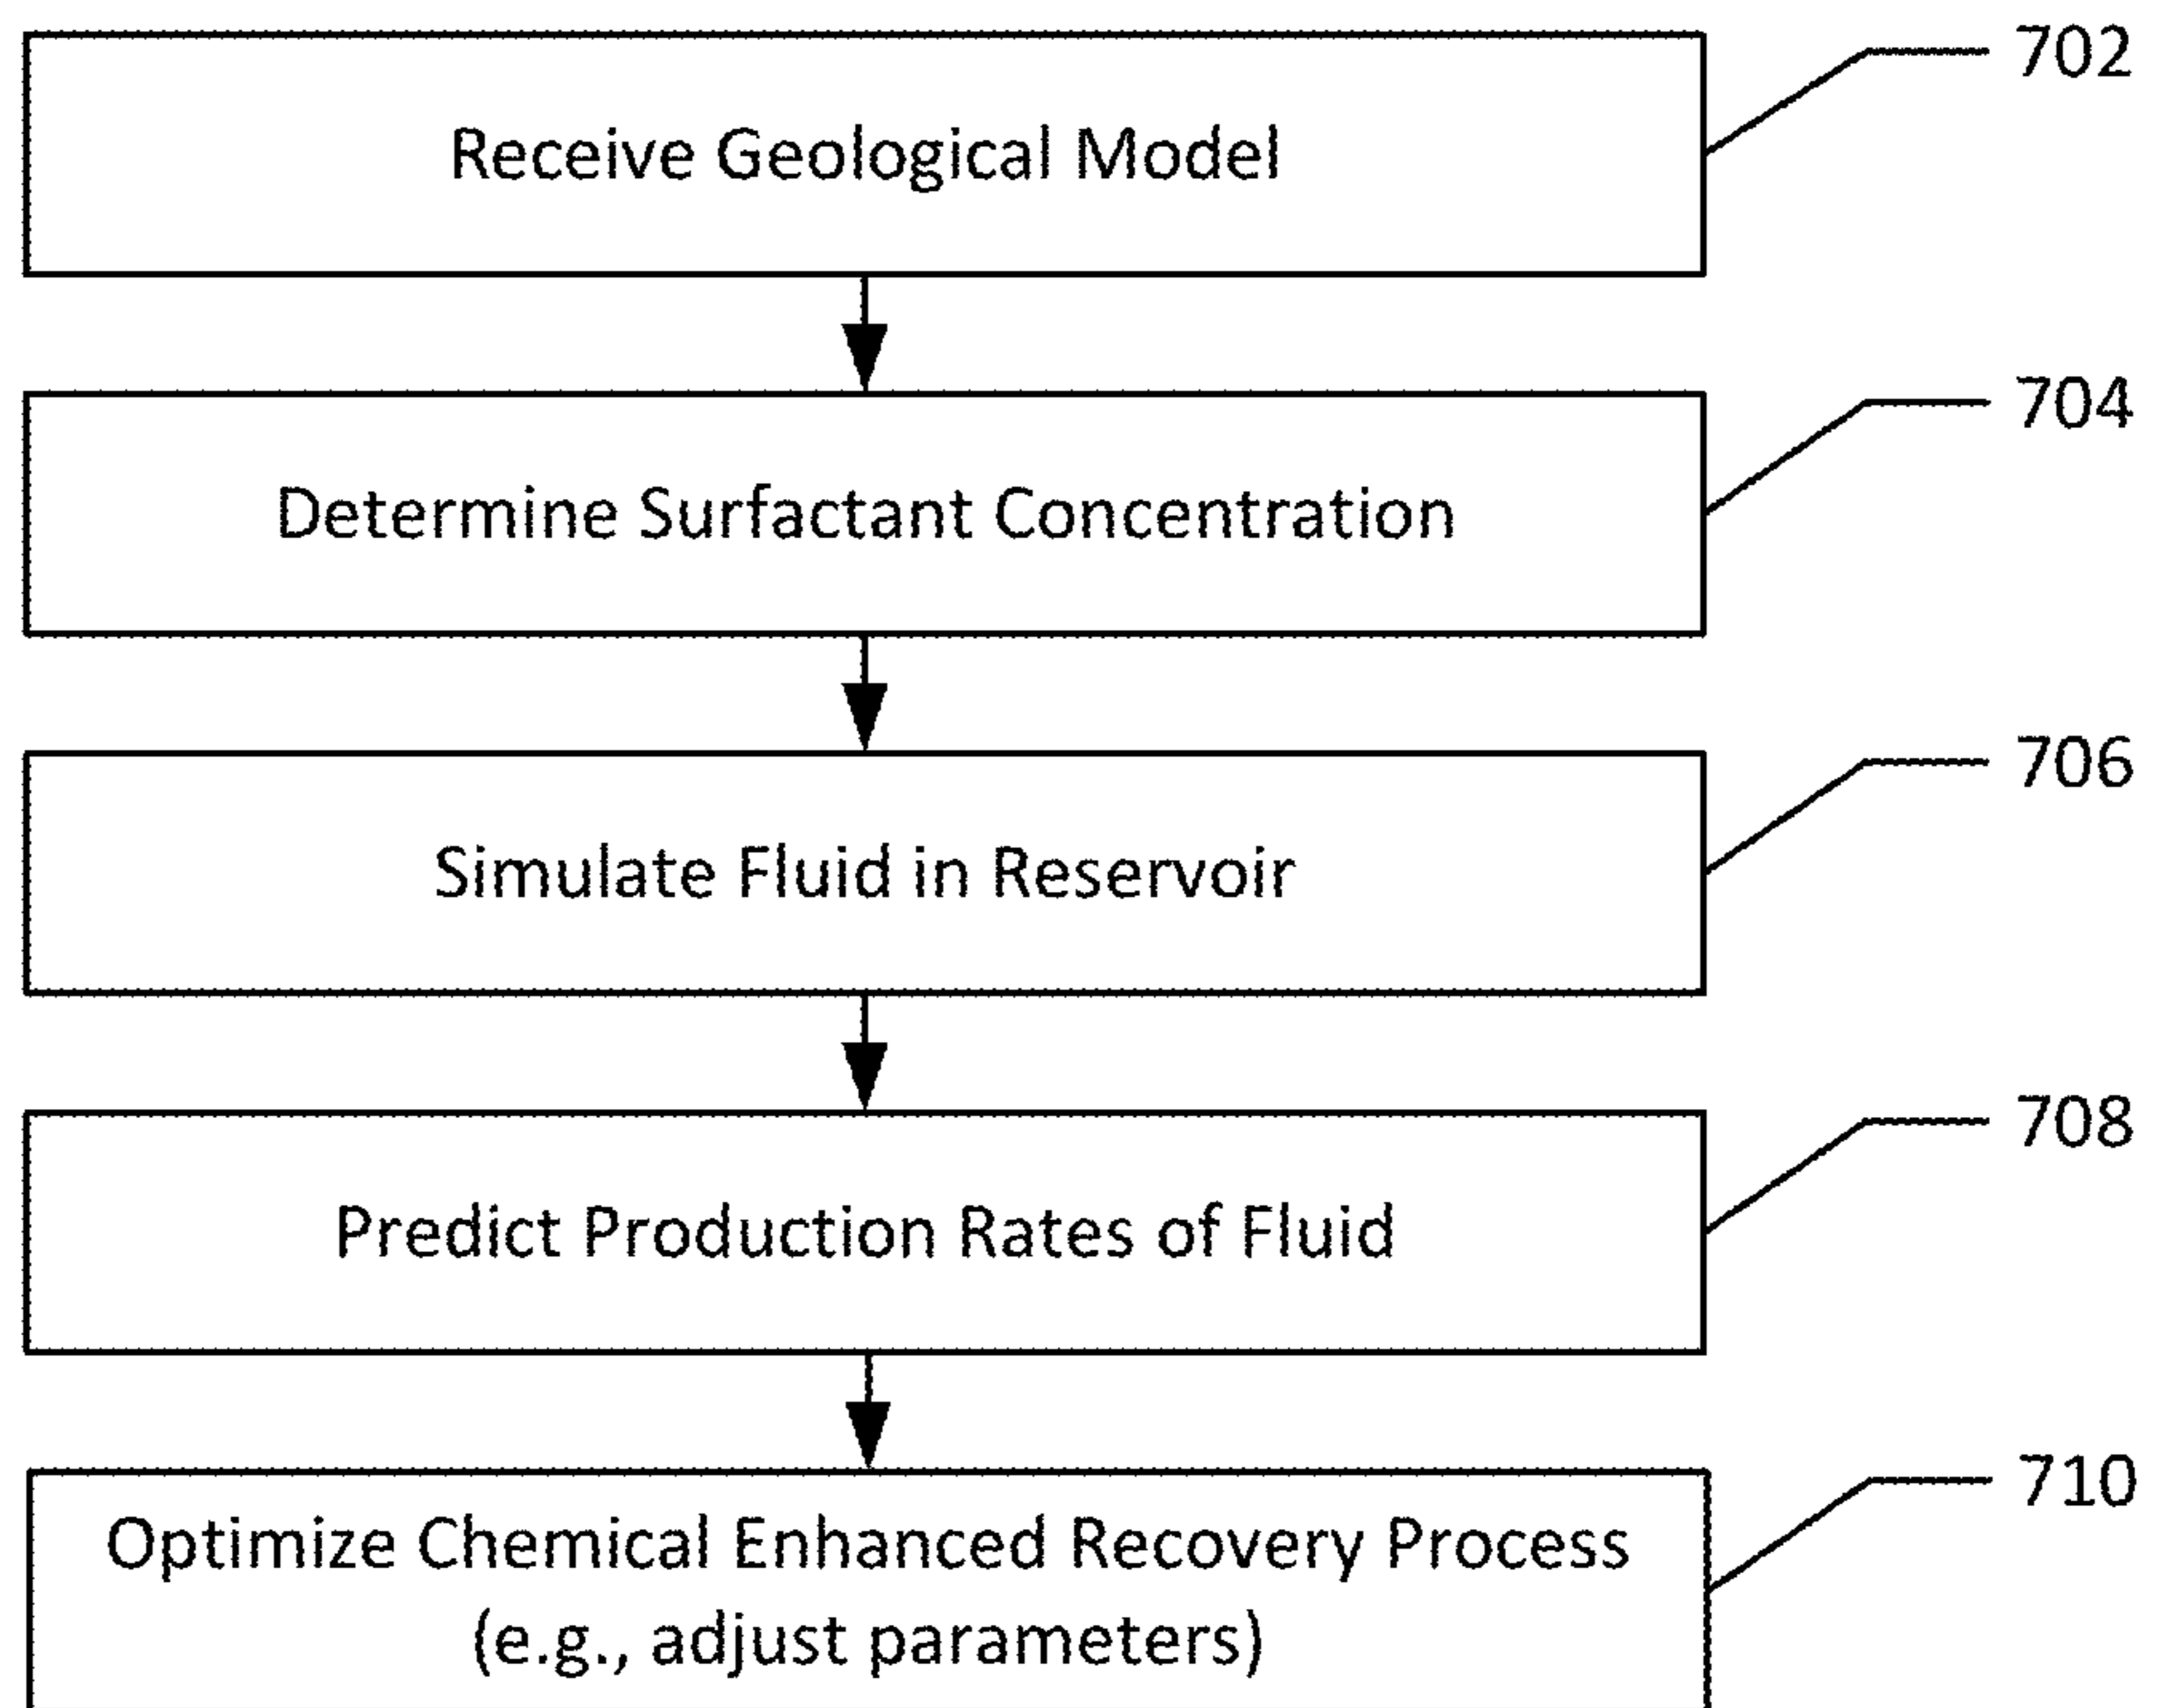 702
Receive Geological Model
704
Determine Surfactant Concentration
706
Simulate Fluid in Reservoir
708
Predict Production Rates of Fluid
710
Optimize Chemical Enhanced Recovery Process
(e.g., adjust parameters)